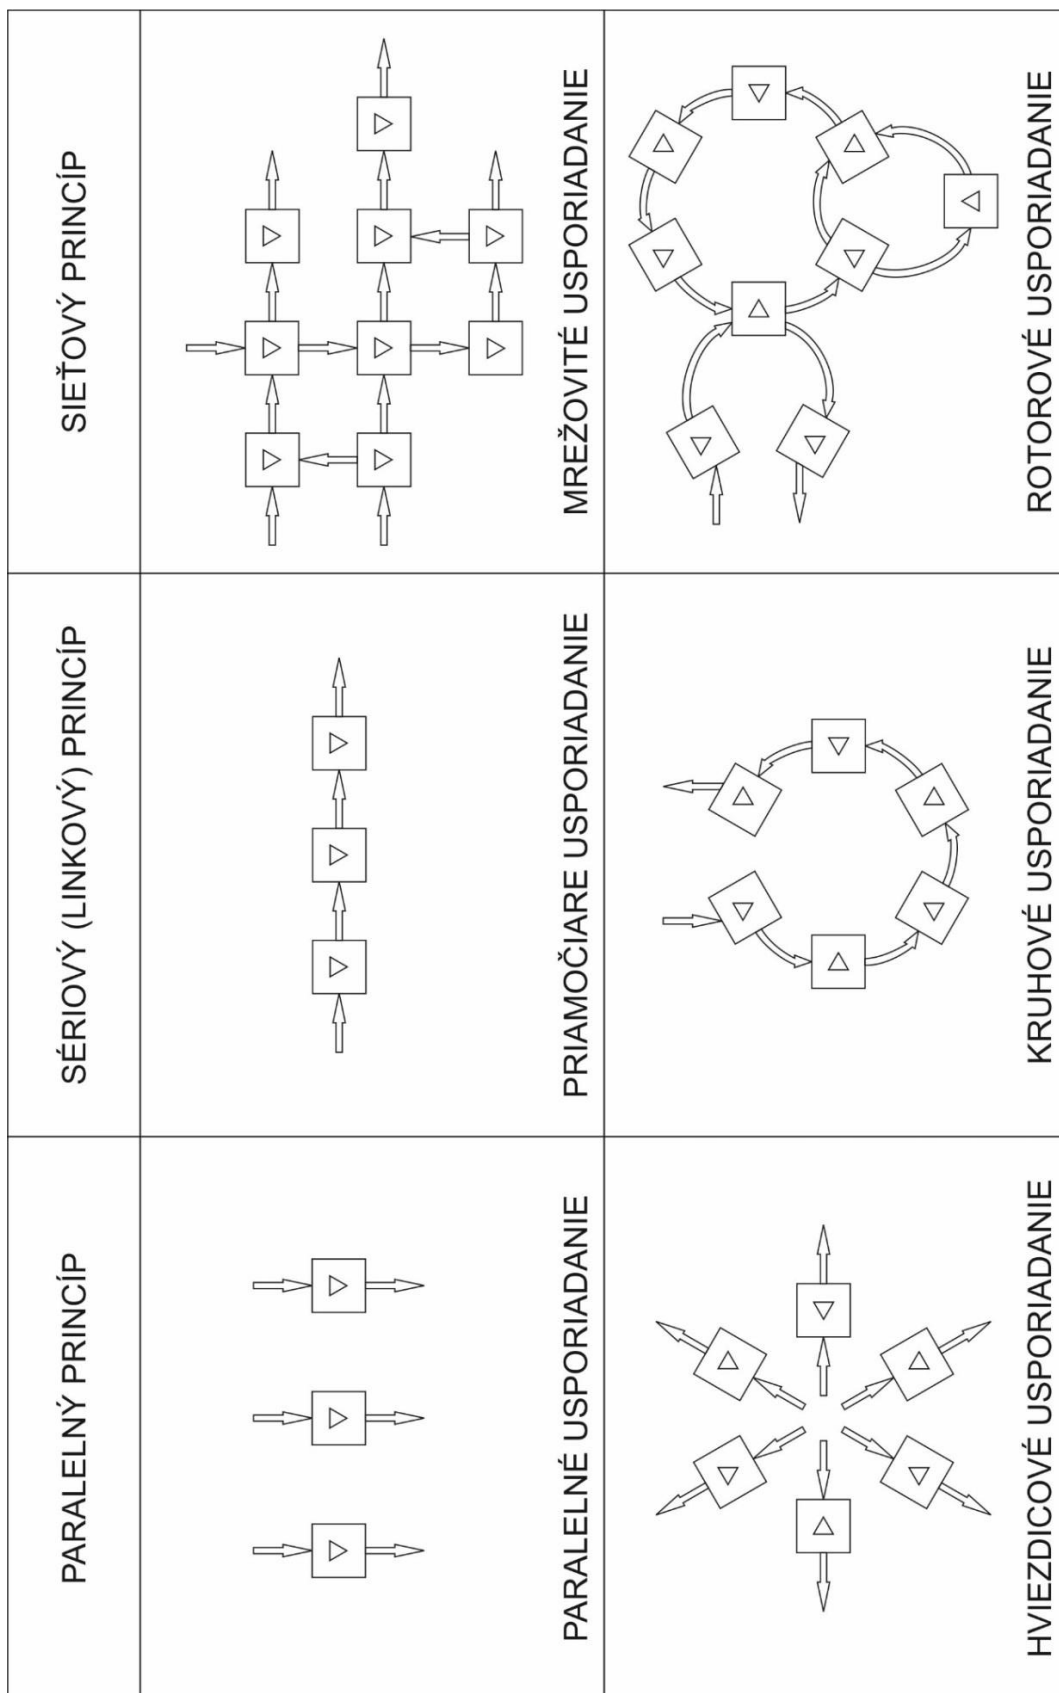 PARALELNÝ PRINCÍP
SÉRIOVÝ (LINKOVÝ) PRINCÍP
SIEŤOVÝ PRINCÍP
PARALELNÉ USPORIADANIE
PRIAMOČIARE USPORIADANIE
MREŽOVITÉ USPORIADANIE
HVIEZDICOVÉ USPORIADANIE
KRUHOVÉ USPORIADANIE
ROTOROVÉ USPORIADANIE